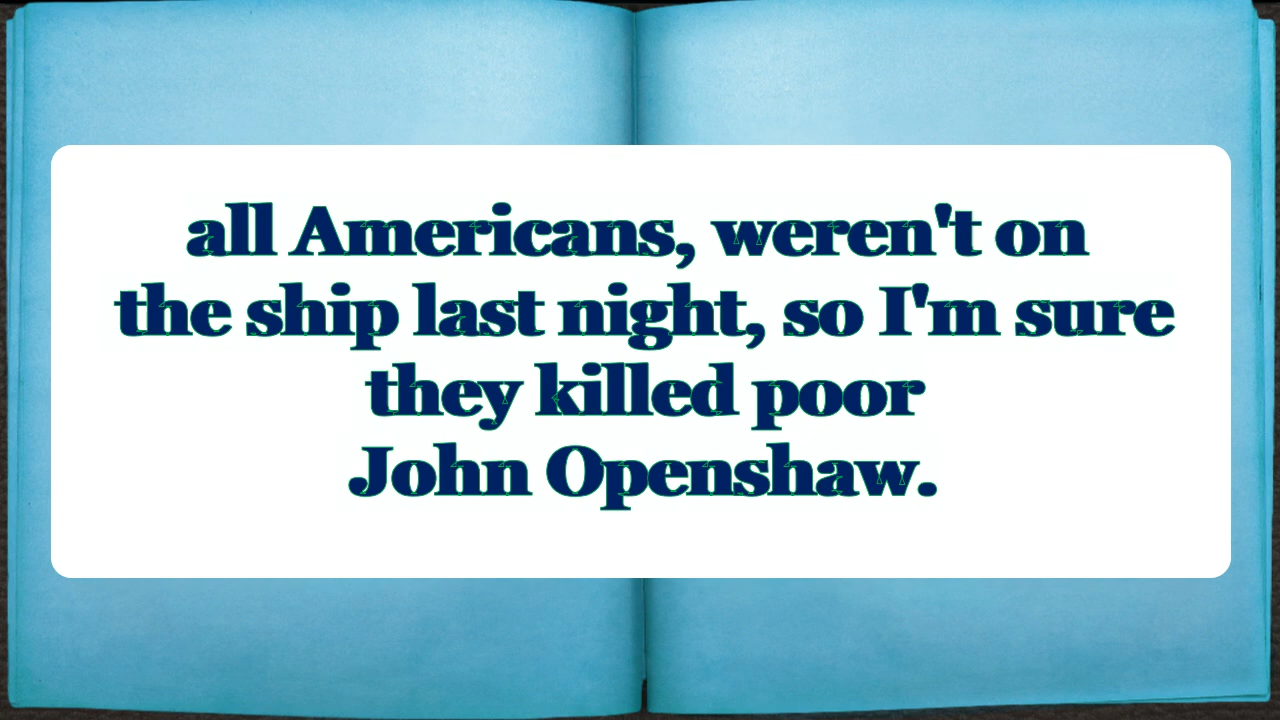 all Americans, weren't on
the ship last night, so I'm sure
they killed poor
John Openshaw.